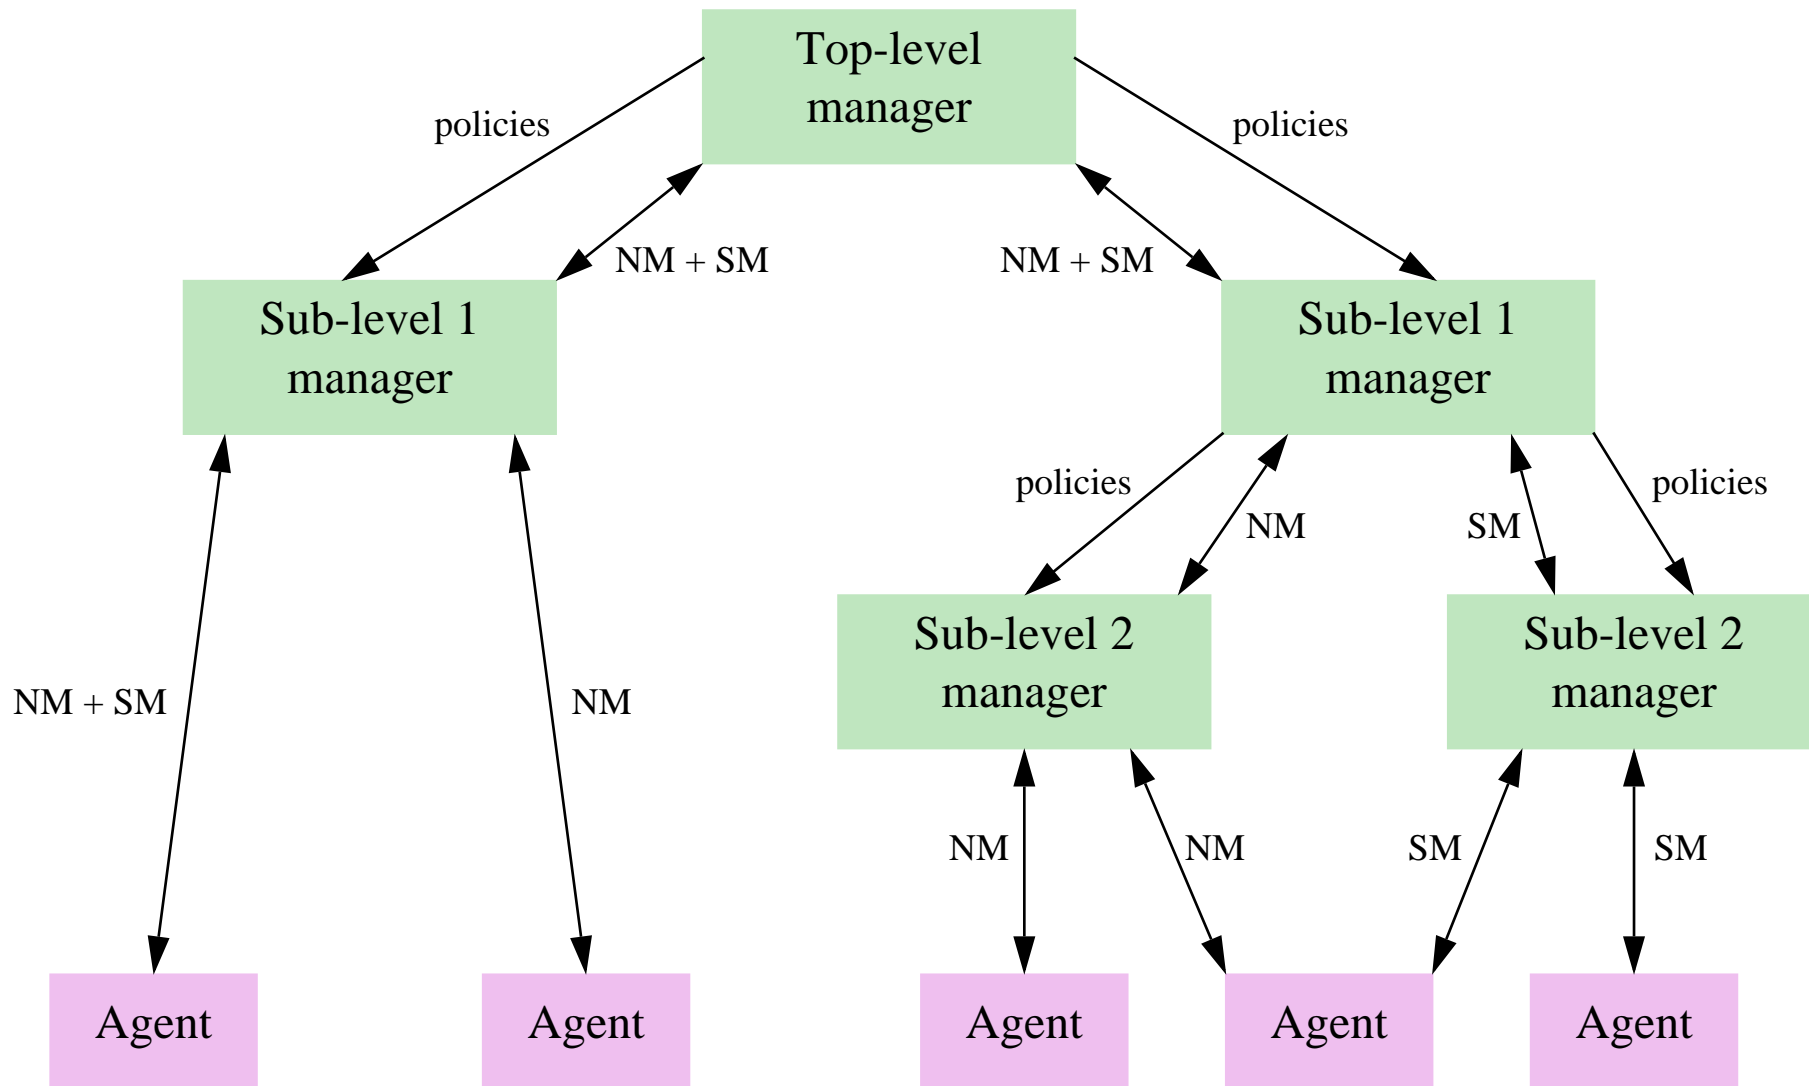 Top-level
manager
policies
policies
NM + SM
NM + SM
Sub-level 1
manager
Sub-level 1
manager
policies
policies
NM
SM
Sub-level 2
manager
Sub-level 2
manager
NM + SM
NM
NM
NM
SM
SM
Agent
Agent
Agent
Agent
Agent